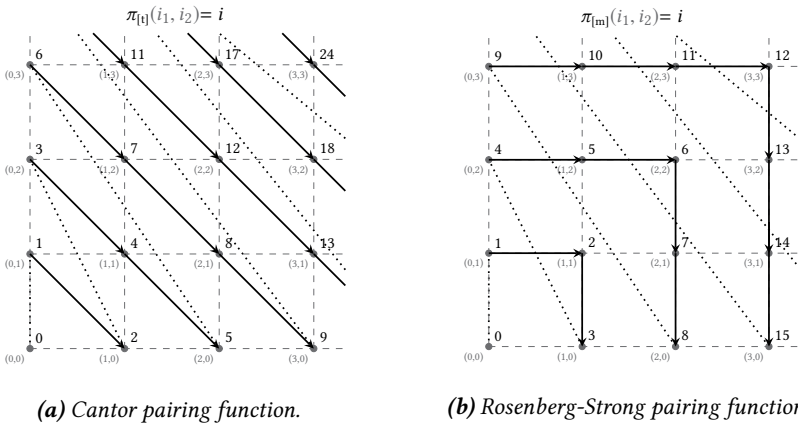 π[t](i1, i2)= i
6 11 17 24
(0,3) (1,3) (2,3) (3,3)
3 7 12 18
(0,2) (1,2) (2,2) (3,2)
1 4 8 13
(0,1) (1,1) (2,1) (3,1)
0 2 5 9
(0,0) (1,0) (2,0) (3,0)
(a) Cantor pairing function.
π[m](i1, i2)= i
9 10 11 12
(0,3) (1,3) (2,3) (3,3)
4 5 6 13
(0,2) (1,2) (2,2) (3,2)
1 2 7 14
(0,1) (1,1) (2,1) (3,1)
0 3 8 15
(0,0) (1,0) (2,0) (3,0)
(b) Rosenberg-Strong pairing function